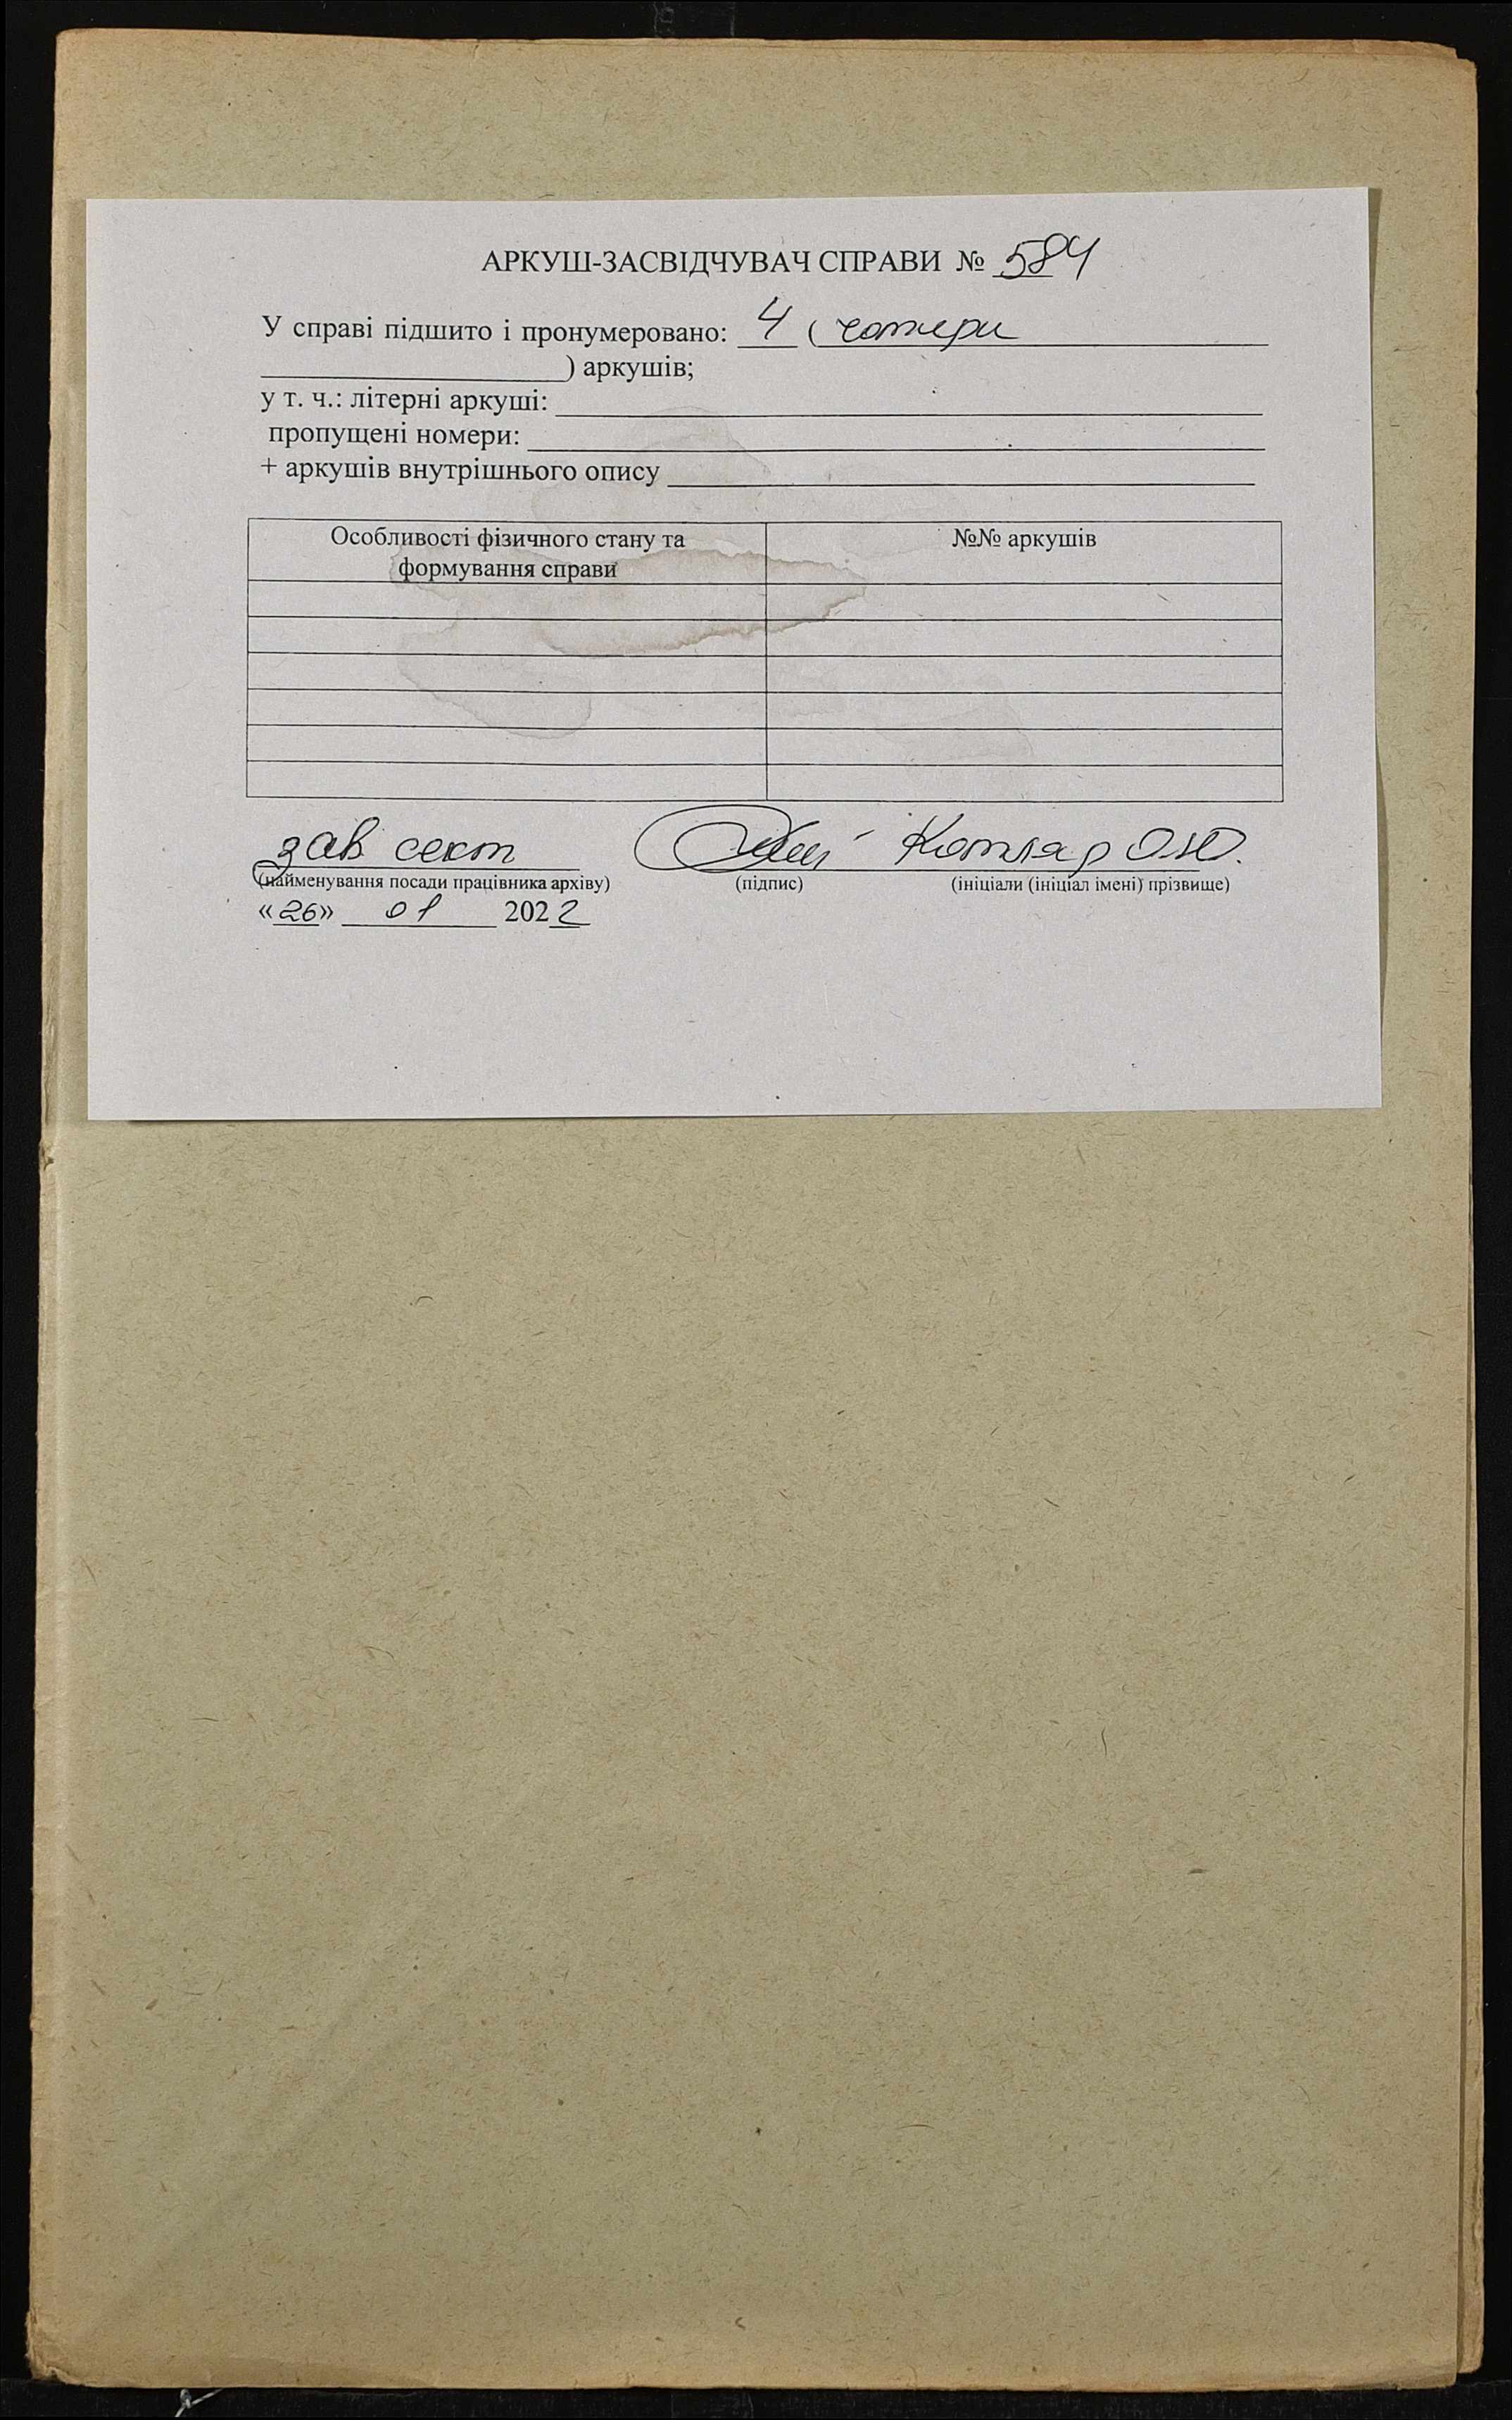 АРКУШ-ЗАСВІДЧУВАЧ СПРАВИ № 584
У справі підшито і пронумеровано: 4 ( чотири
) аркушів;
у т. ч.: літерні аркуші:
пропущені номери:
+ аркушів внутрішнього опису
Особливості фізичного стану та №№ аркушів
формування справи
зав сект Котляр О.Ю.
(найменування посади працівника архіву) (підпис) (ініціали (ініціал імені) прізвище)
«26» 01 2022